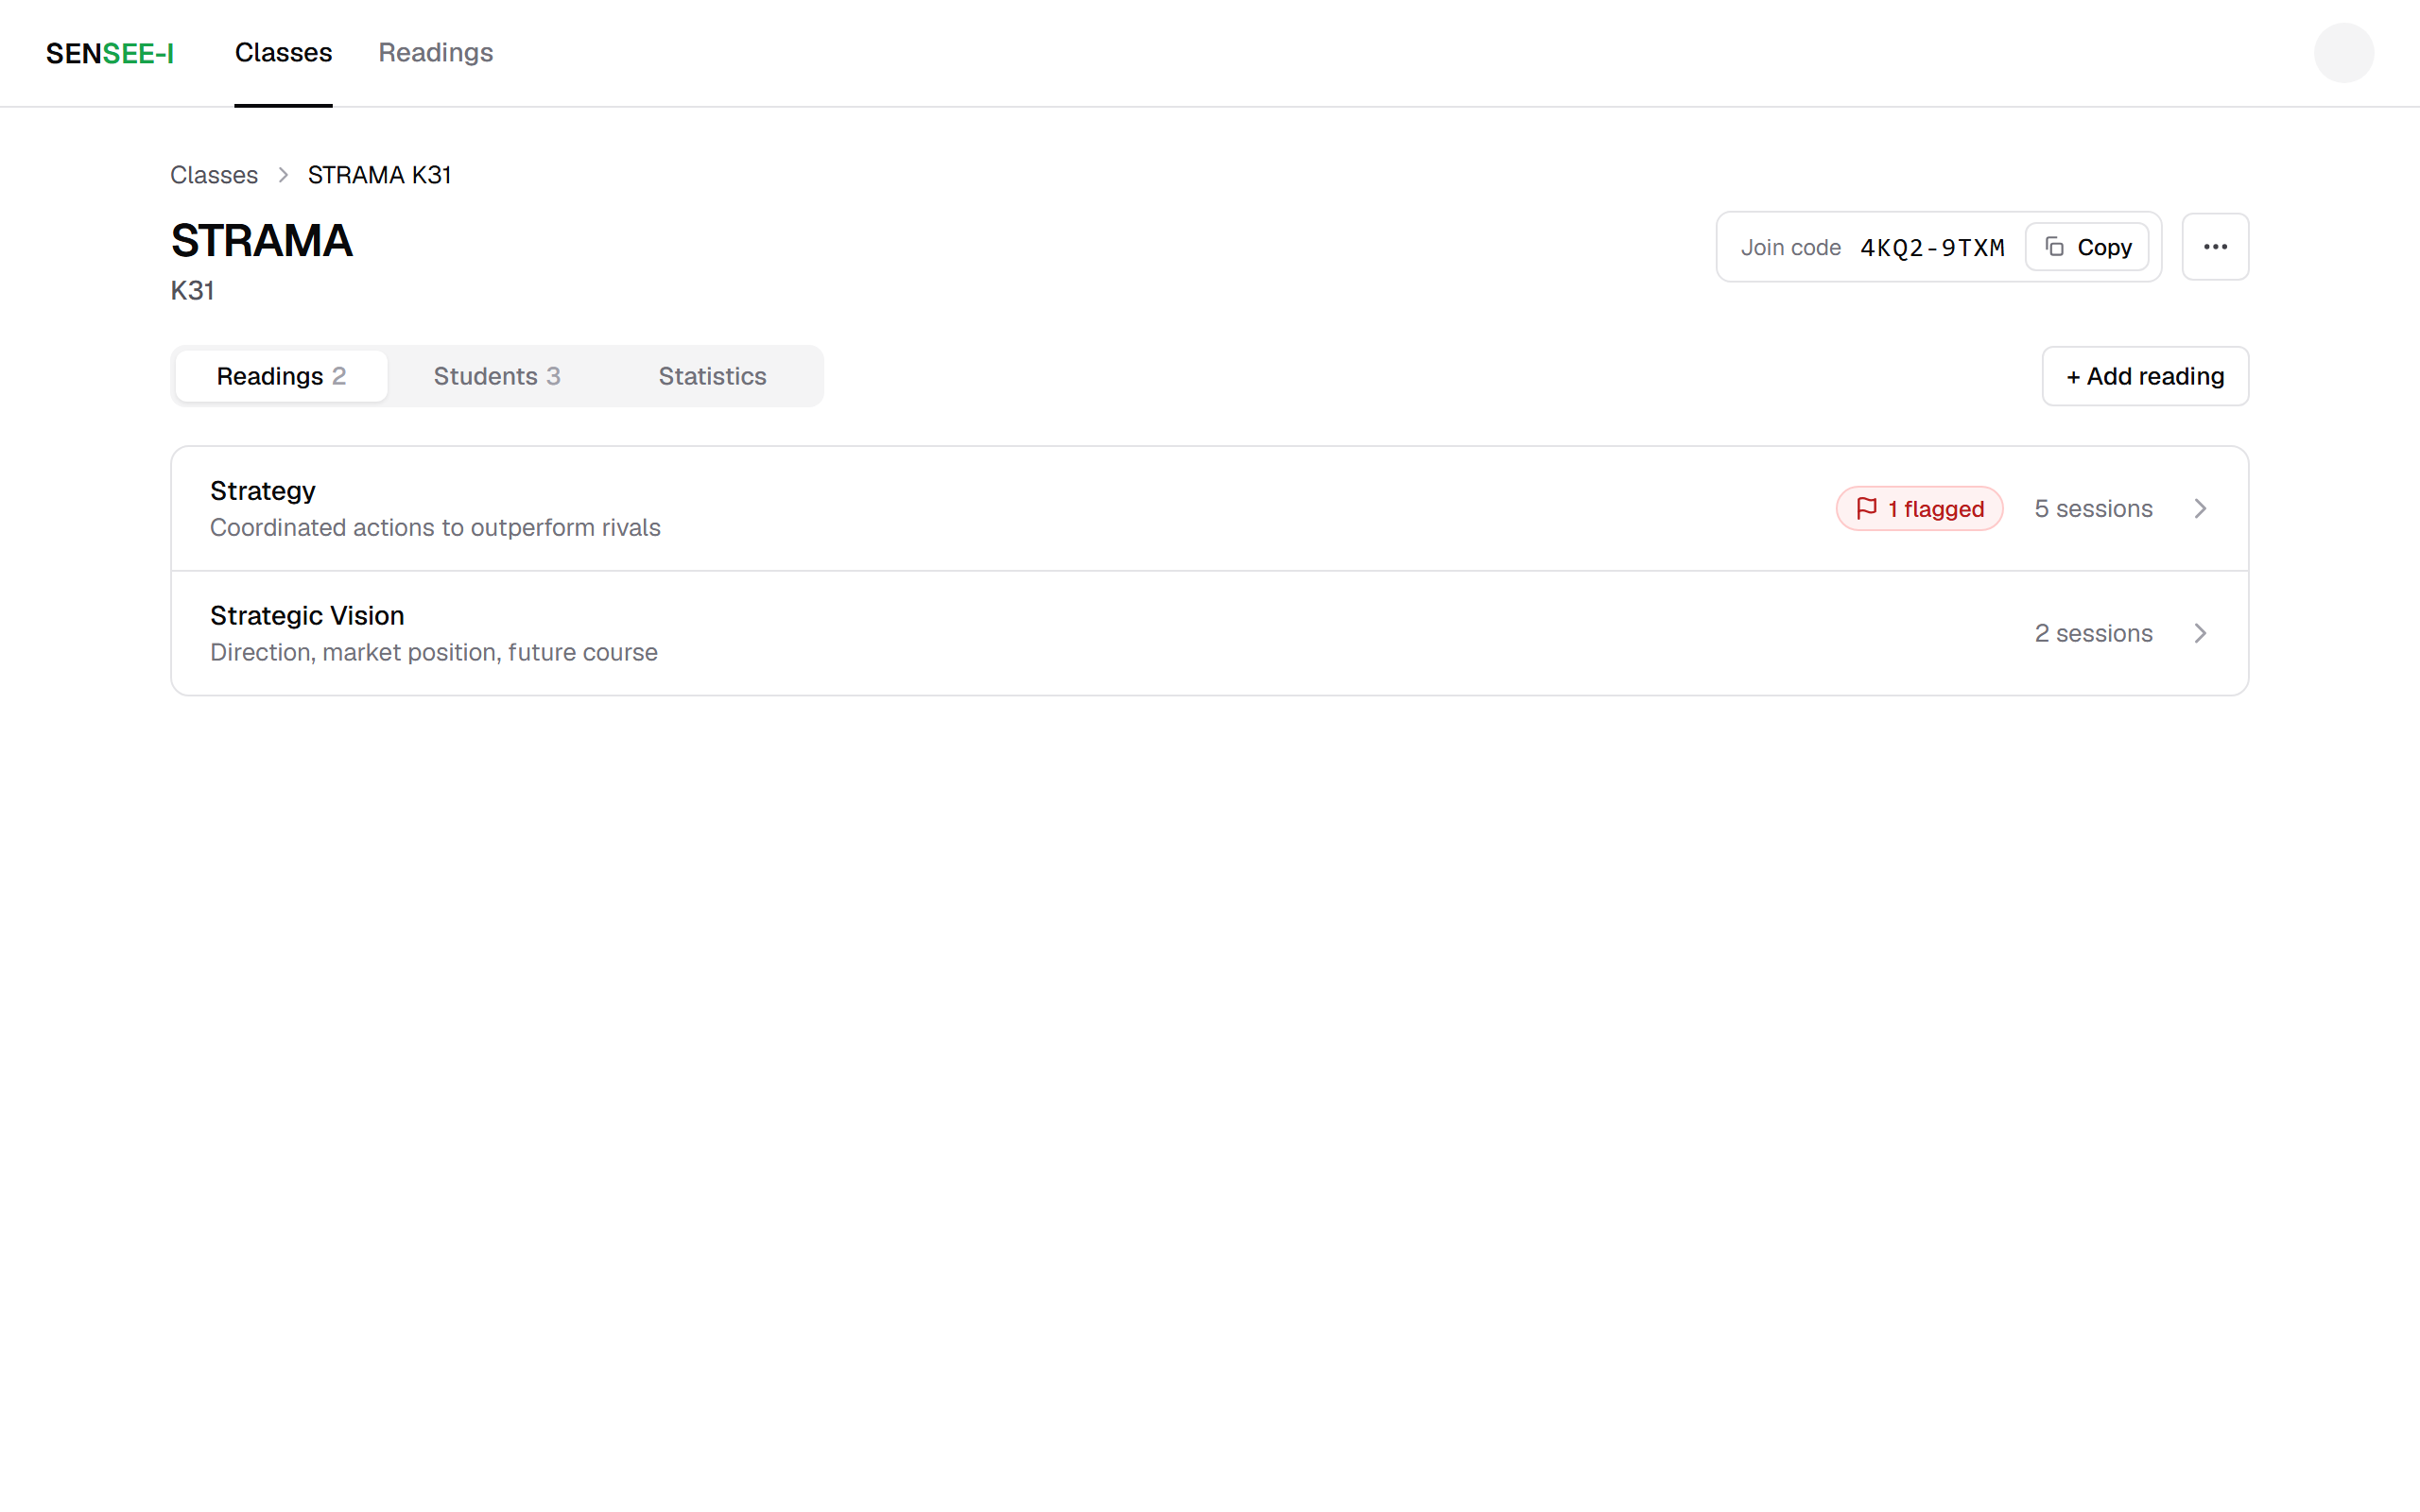 SENSEE-I Classes Readings
Classes > STRAMA K31
STRAMA
K31
Join code 4KQ2-9TXM Copy
Readings 2 Students 3 Statistics
+ Add reading
Strategy
Coordinated actions to outperform rivals
1 flagged 5 sessions
Strategic Vision
Direction, market position, future course
2 sessions